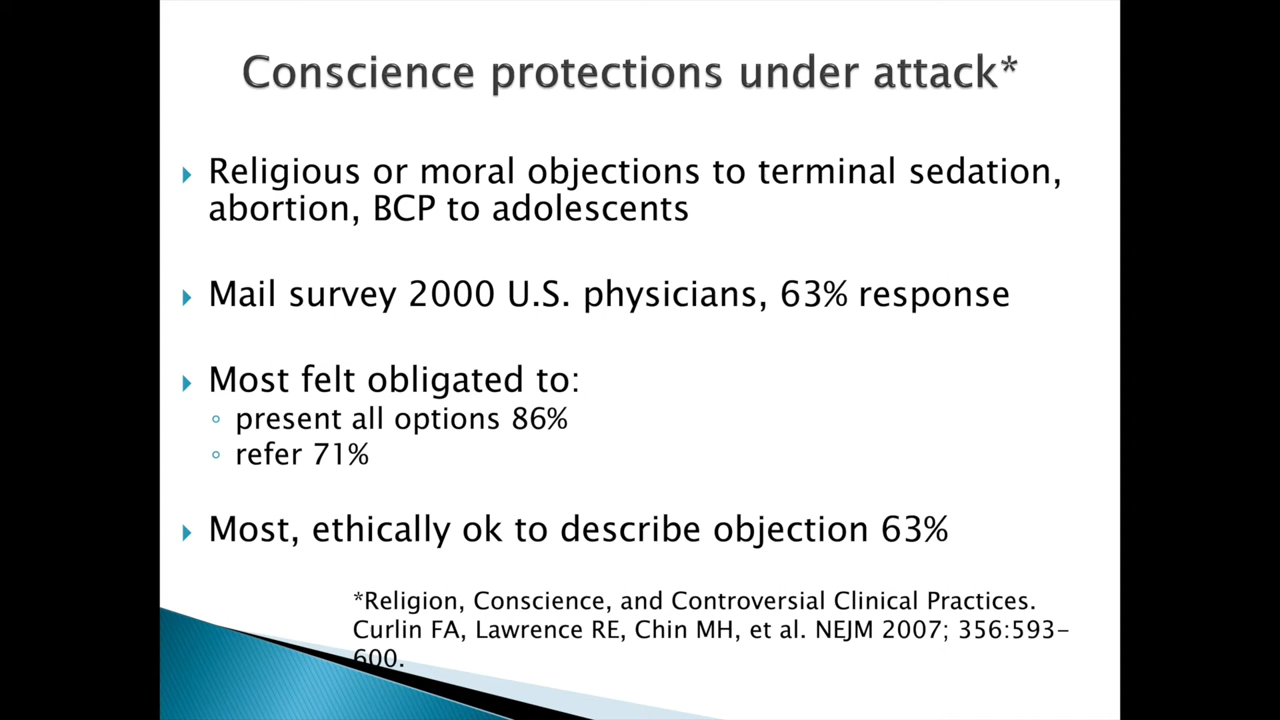 Conscience protections under attack*
Religious or moral objections to terminal sedation,
abortion, BCP to adolescents
Mail survey 2000 U.S. physicians, 63% response
Most felt obligated to:
present all options 86%
refer 71%
Most, ethically ok to describe objection 63%
*Religion, Conscience, and Controversial Clinical Practices.
Curlin FA, Lawrence RE, Chin MH, et al. NEJM 2007; 356:593-
600.